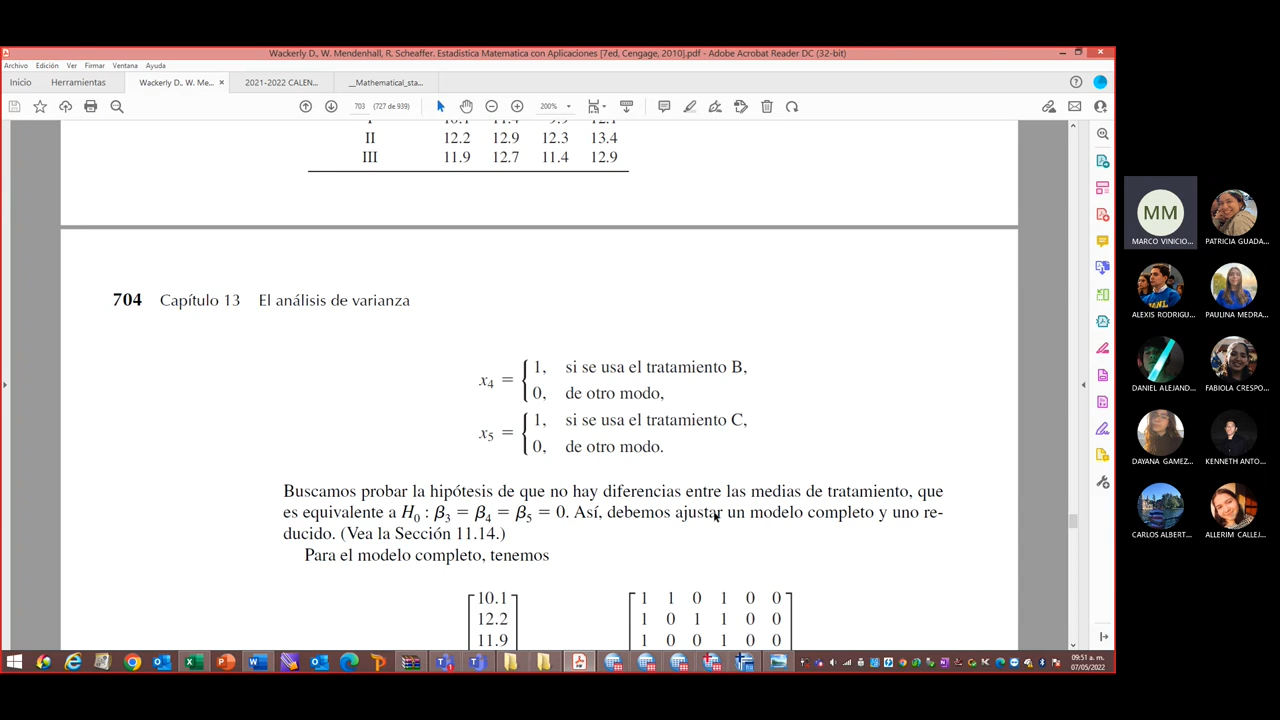 Wackerly D., W. Mendenhall, R. Scheaffer. Estadistica Matematica con Aplicaciones [7ed, Cengage, 2010].pdf - Adobe Acrobat Reader DC (32-bit)
Archivo Edición Ver Firmar Ventana Ayuda
Inicio Herramientas Wackerly D., W. Me... × 2021-2022 CALEN... __Mathematical_sta...
703 (727 de 939) 200%
II 12.2 12.9 12.3 13.4
III 11.9 12.7 11.4 12.9
704 Capítulo 13 El análisis de varianza
x4 = { 1, si se usa el tratamiento B,
0, de otro modo,
x5 = { 1, si se usa el tratamiento C,
0, de otro modo.
Buscamos probar la hipótesis de que no hay diferencias entre las medias de tratamiento, que
es equivalente a H0 : β3 = β4 = β5 = 0. Así, debemos ajustar un modelo completo y uno re-
ducido. (Vea la Sección 11.14.)
Para el modelo completo, tenemos
10.1 1 1 0 1 0 0
12.2 1 0 1 1 0 0
11.9 1 0 0 1 0 0
MM
MARCO VINICIO... PATRICIA GUADA...
ALEXIS RODRIGU... PAULINA MEDRA...
DANIEL ALEJAND... FABIOLA CRESPO...
DAYANA GAMEZ... KENNETH ANTO...
CARLOS ALBERT... ALLERIM CALLEJ...
09:51 a. m.
07/05/2022